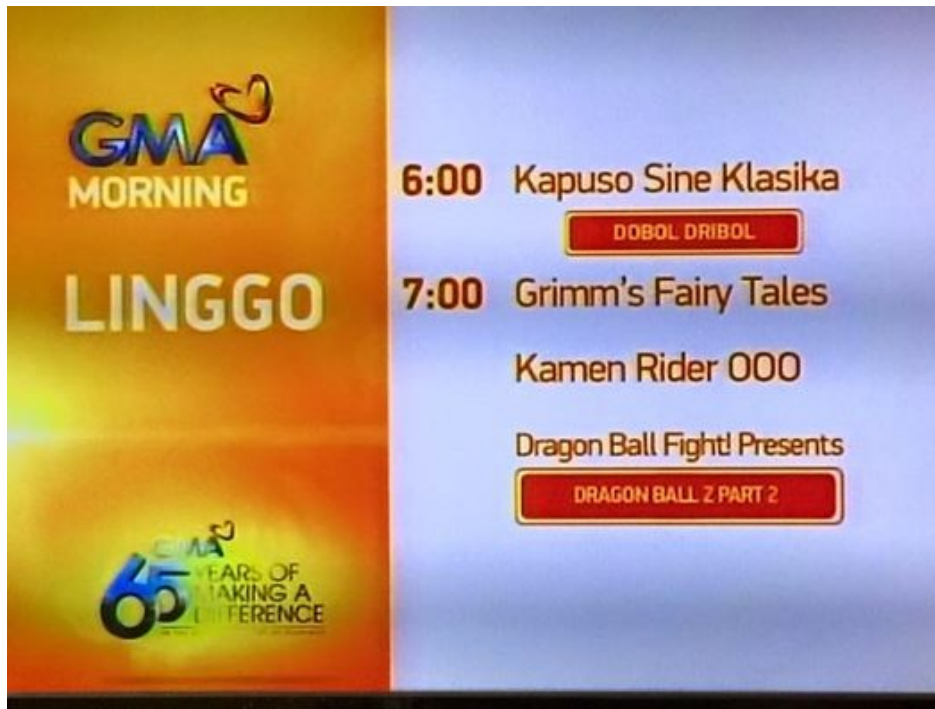 GMA
MORNING
LINGGO
6:00 Kapuso Sine Klasika
DOBOL DRIBOL
7:00 Grimm's Fairy Tales
Kamen Rider OOO
Dragon Ball Fight! Presents
DRAGON BALL Z PART 2
GMA
65 YEARS OF
MAKING A
DIFFERENCE